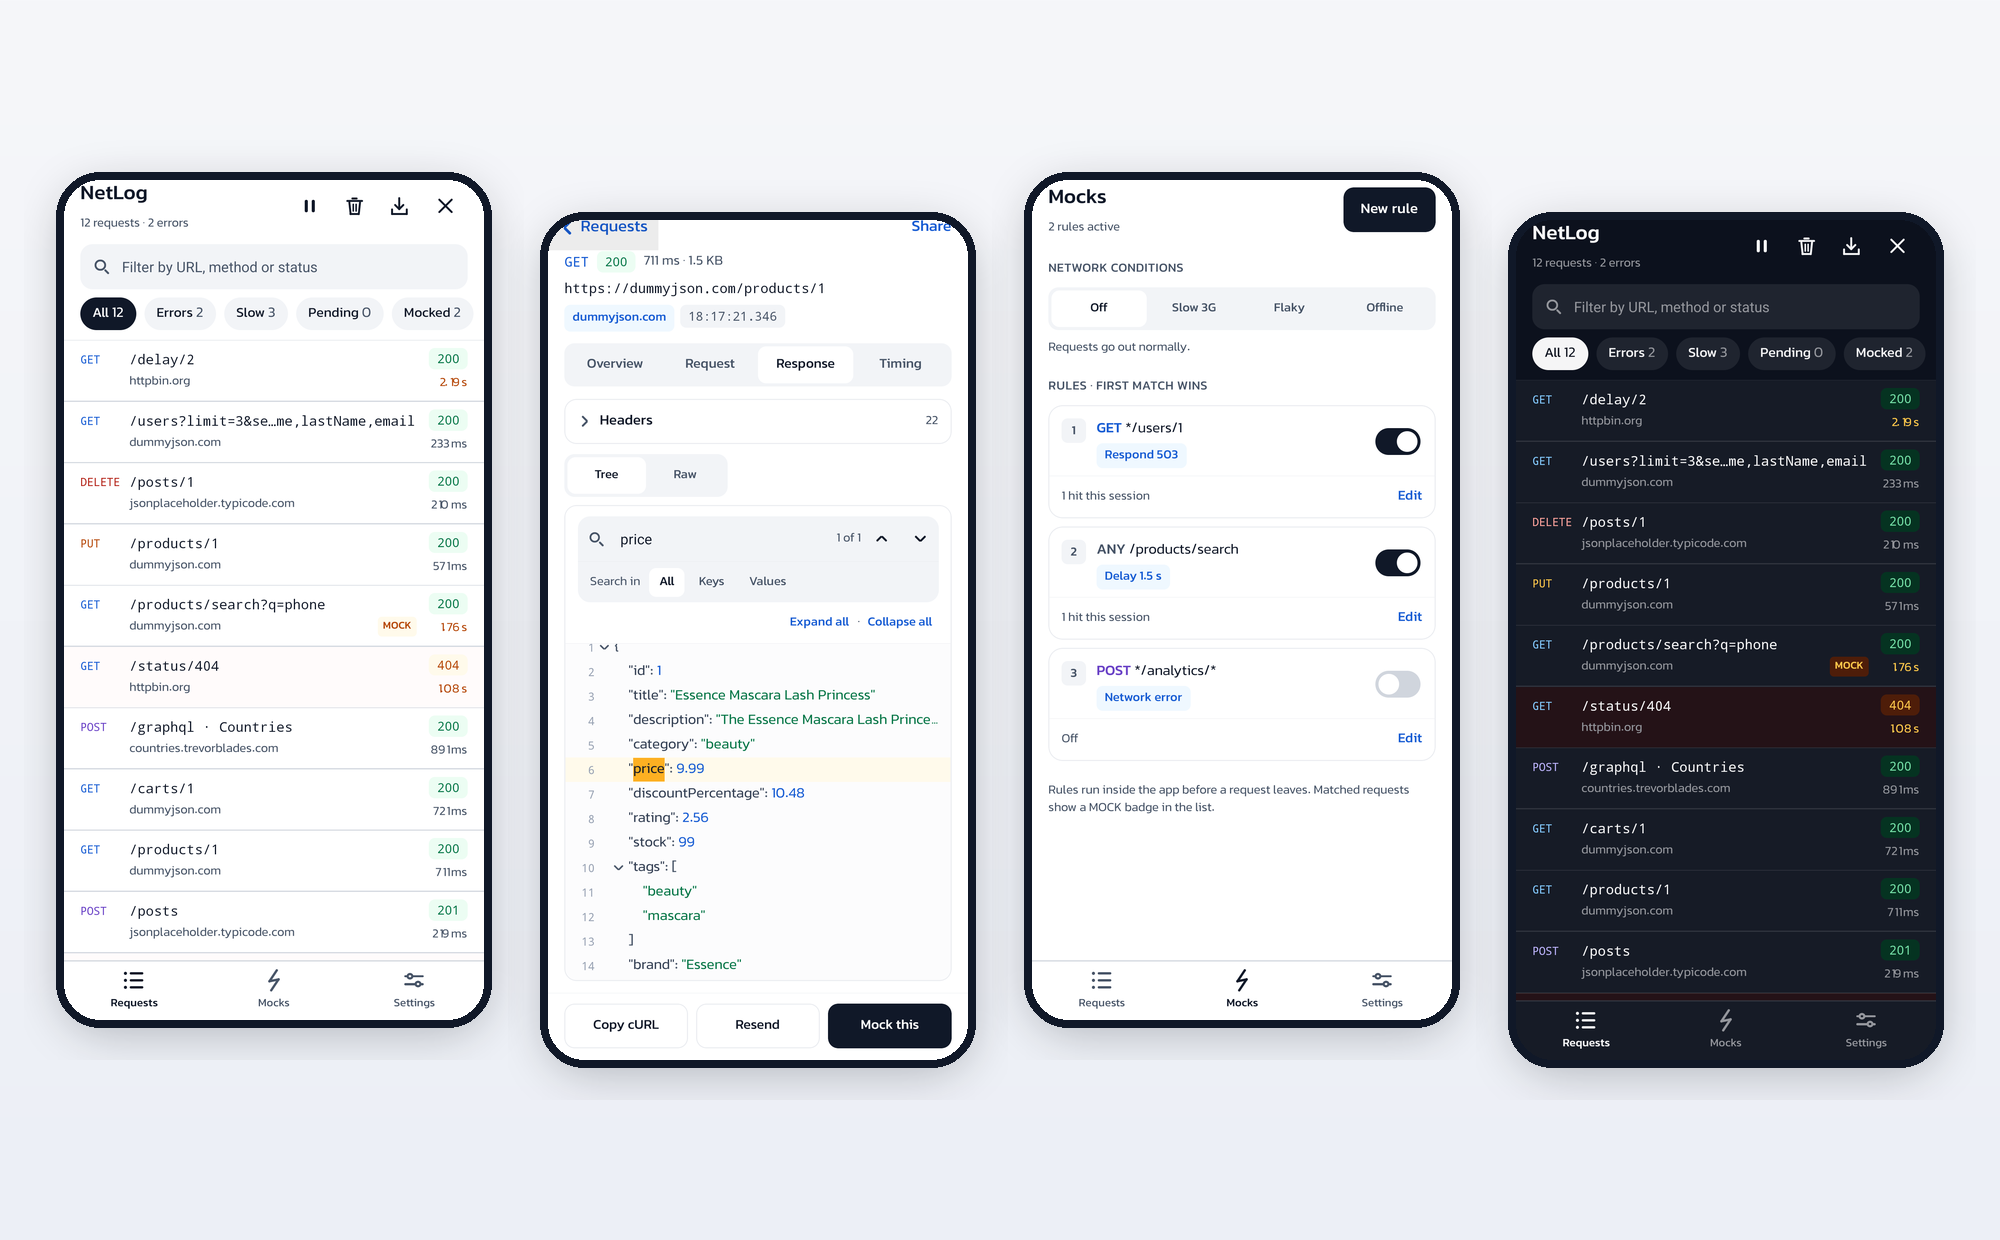 NetLog
12 requests · 2 errors
Filter by URL, method or status
All 12 Errors 2 Slow 3 Pending 0 Mocked 2
GET /delay/2 200
httpbin.org 2.19 s
GET /users?limit=3&se…me,lastName,email 200
dummyjson.com 233 ms
DELETE /posts/1 200
jsonplaceholder.typicode.com 210 ms
PUT /products/1 200
dummyjson.com 571 ms
GET /products/search?q=phone 200
dummyjson.com MOCK 1.76 s
GET /status/404 404
httpbin.org 1.08 s
POST /graphql · Countries 200
countries.trevorblades.com 891 ms
GET /carts/1 200
dummyjson.com 721 ms
GET /products/1 200
dummyjson.com 711 ms
POST /posts 201
jsonplaceholder.typicode.com 219 ms
Requests Mocks Settings
Requests Share
GET 200 711 ms · 1.5 KB
https://dummyjson.com/products/1
dummyjson.com 18:17:21.346
Overview Request Response Timing
Headers 22
Tree Raw
price 1 of 1
Search in All Keys Values
Expand all · Collapse all
1 {
2 "id": 1
3 "title": "Essence Mascara Lash Princess"
4 "description": "The Essence Mascara Lash Prince…
5 "category": "beauty"
6 "price": 9.99
7 "discountPercentage": 10.48
8 "rating": 2.56
9 "stock": 99
10 "tags": [
11 "beauty"
12 "mascara"
13 ]
14 "brand": "Essence"
Copy cURL Resend Mock this
Mocks
2 rules active
New rule
NETWORK CONDITIONS
Off Slow 3G Flaky Offline
Requests go out normally.
RULES · FIRST MATCH WINS
1 GET */users/1
Respond 503
1 hit this session Edit
2 ANY /products/search
Delay 1.5 s
1 hit this session Edit
3 POST */analytics/*
Network error
Off Edit
Rules run inside the app before a request leaves. Matched requests
show a MOCK badge in the list.
Requests Mocks Settings
NetLog
12 requests · 2 errors
Filter by URL, method or status
All 12 Errors 2 Slow 3 Pending 0 Mocked 2
GET /delay/2 200
httpbin.org 2.19 s
GET /users?limit=3&se…me,lastName,email 200
dummyjson.com 233 ms
DELETE /posts/1 200
jsonplaceholder.typicode.com 210 ms
PUT /products/1 200
dummyjson.com 571 ms
GET /products/search?q=phone 200
dummyjson.com MOCK 1.76 s
GET /status/404 404
httpbin.org 1.08 s
POST /graphql · Countries 200
countries.trevorblades.com 891 ms
GET /carts/1 200
dummyjson.com 721 ms
GET /products/1 200
dummyjson.com 711 ms
POST /posts 201
jsonplaceholder.typicode.com 219 ms
Requests Mocks Settings